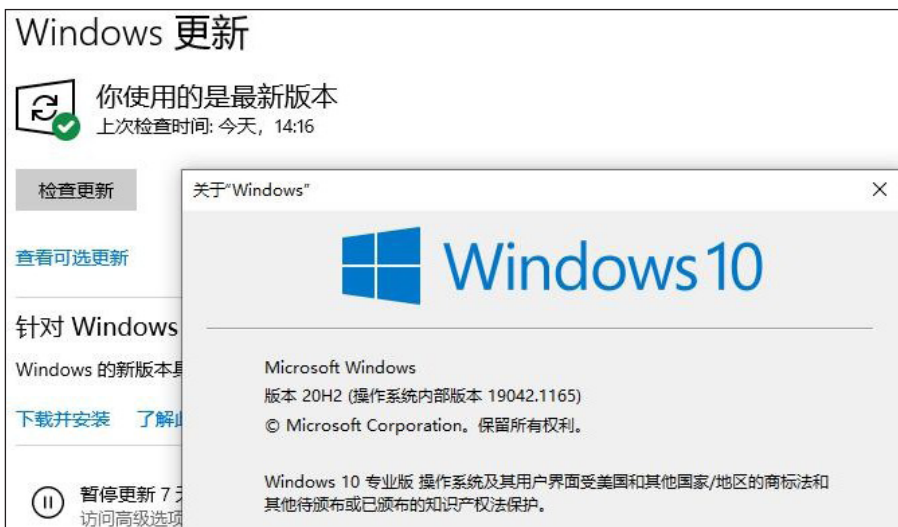 Windows 更新
你使用的是最新版本
上次检查时间: 今天，14:16
检查更新
查看可选更新
针对 Windows
Windows 的新版本
下载并安装 了解
暂停更新 7
访问高级选项
关于“Windows”
Windows 10
Microsoft Windows
版本 20H2 (操作系统内部版本 19042.1165)
© Microsoft Corporation。保留所有权利。
Windows 10 专业版 操作系统及其用户界面受美国和其他国家/地区的商标法和
其他待颁布或已颁布的知识产权法保护。